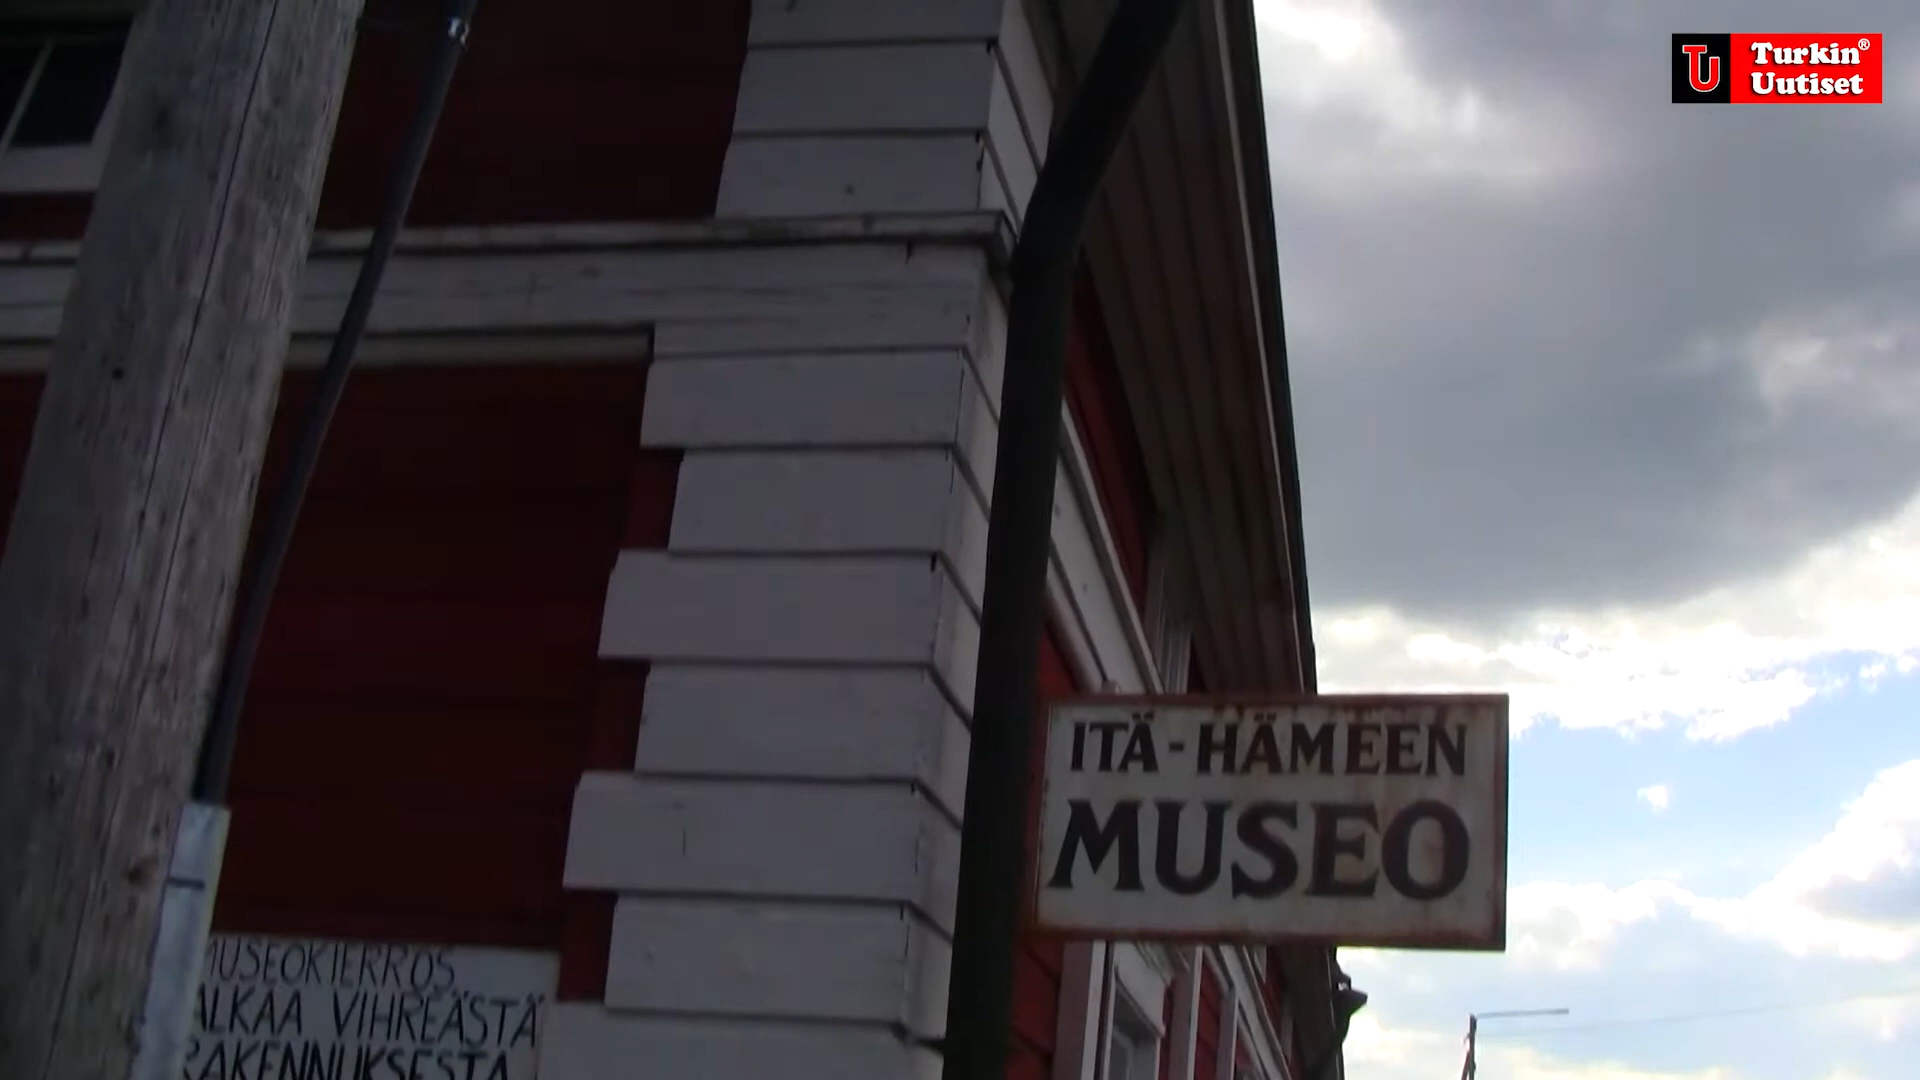 Turkin®
Uutiset
ITÄ-HÄMEEN
MUSEO
MUSEOKIERROS
ALKAA VIHREÄSTÄ
RAKENNUKSESTA